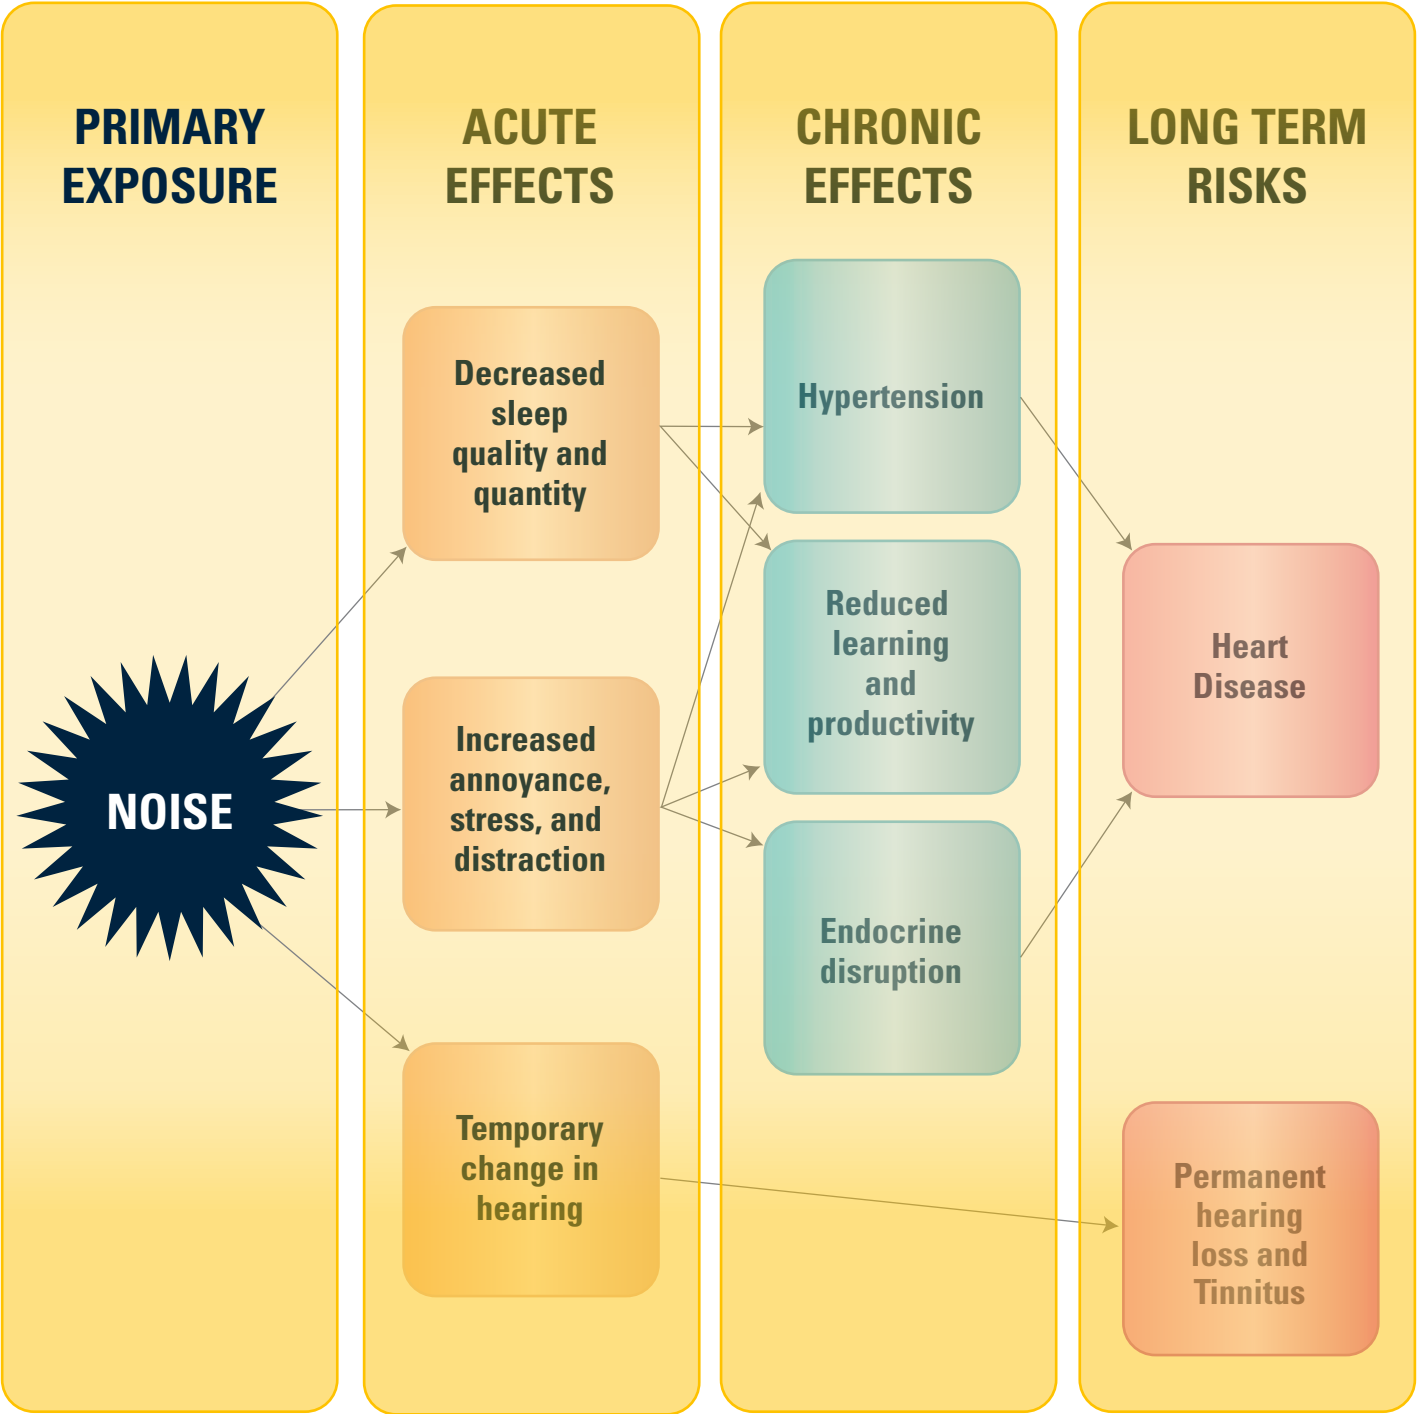 PRIMARY
EXPOSURE
ACUTE
EFFECTS
CHRONIC
EFFECTS
LONG TERM
RISKS
NOISE
Decreased
sleep
quality and
quantity
Increased
annoyance,
stress, and
distraction
Temporary
change in
hearing
Hypertension
Reduced
learning
and
productivity
Endocrine
disruption
Heart
Disease
Permanent
hearing
loss and
Tinnitus